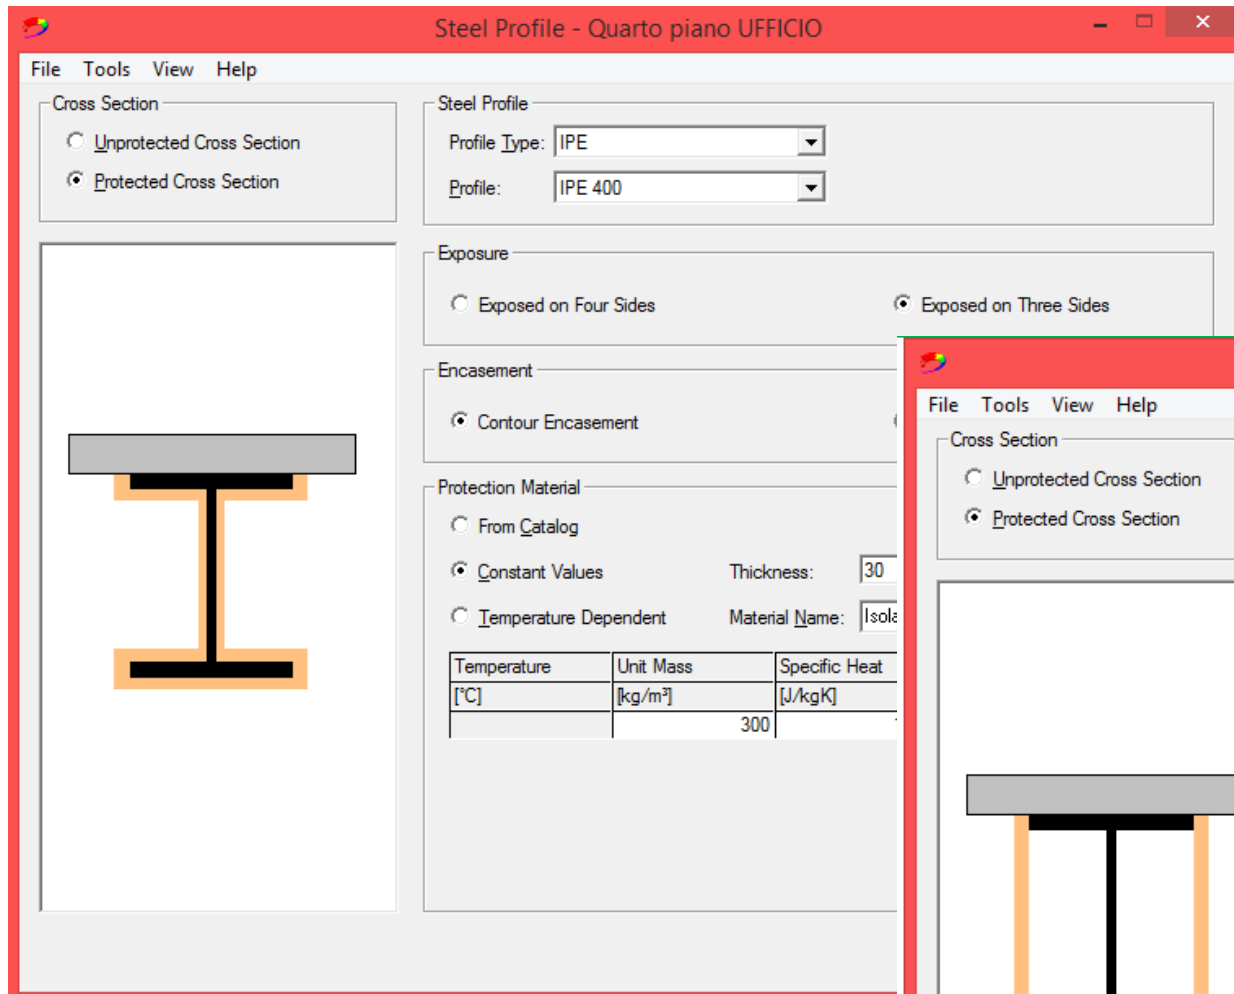 Steel Profile - Quarto piano UFFICIO
File Tools View Help
Cross Section
Unprotected Cross Section
Protected Cross Section
Steel Profile
Profile Type: IPE
Profile: IPE 400
Exposure
Exposed on Four Sides Exposed on Three Sides
Encasement
Contour Encasement
Protection Material
From Catalog
Constant Values Thickness: 30
Temperature Dependent Material Name:
Temperature Unit Mass Specific Heat
[°C] [kg/m³] [J/kgK]
300
File Tools View Help
Cross Section
Unprotected Cross Section
Protected Cross Section